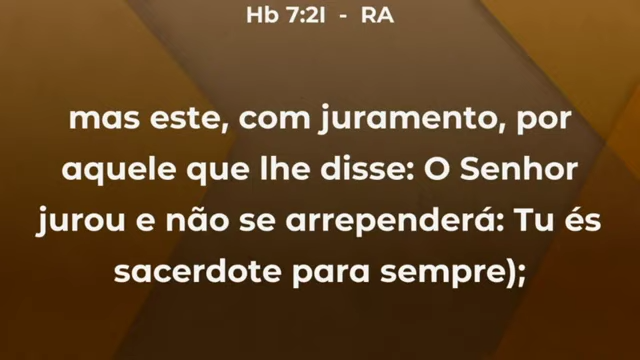 Hb 7:21 - RA
mas este, com juramento, por
aquele que lhe disse: O Senhor
jurou e não se arrependerá: Tu és
sacerdote para sempre);